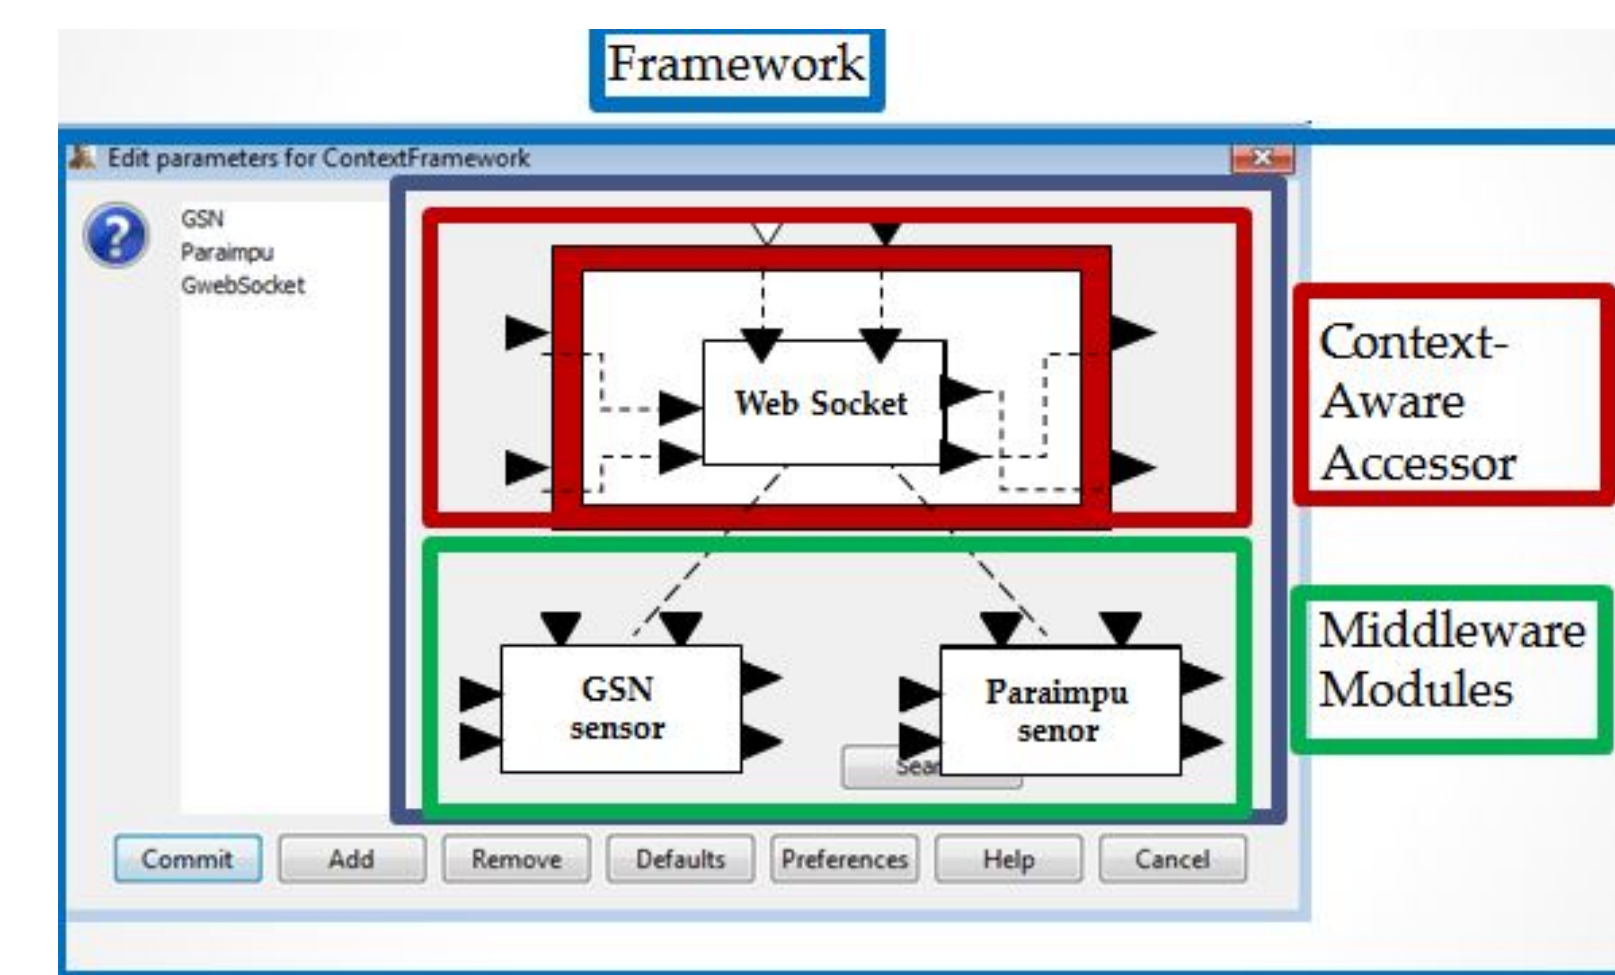 Framework
Edit parameters for ContextFramework
GSN
Paraimpu
GwebSocket
Web Socket
Context-
Aware
Accessor
GSN
sensor
Paraimpu
senor
Middleware
Modules
Commit
Add
Remove
Defaults
Preferences
Help
Cancel